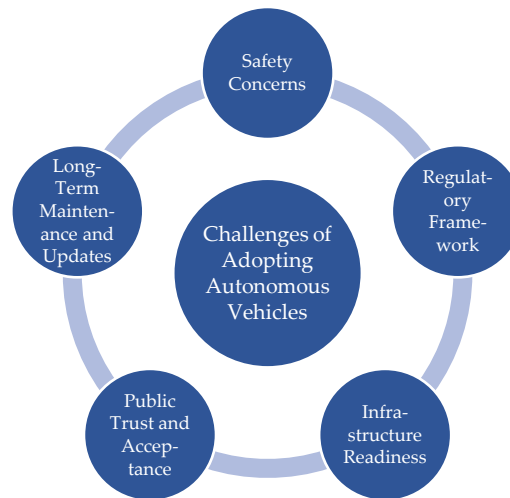 Safety
Concerns
Regulat-
ory
Frame-
work
Infra-
structure
Readiness
Public
Trust and
Accep-
tance
Long-
Term
Mainten-
ance and
Updates
Challenges of
Adopting
Autonomous
Vehicles